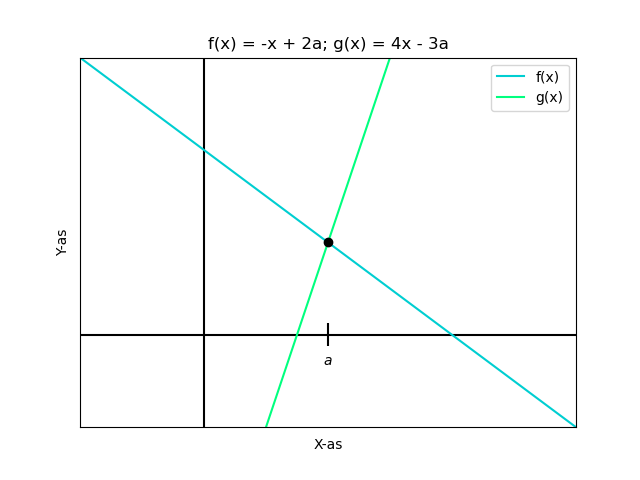 f(x) = -x + 2a; g(x) = 4x - 3a
f(x)
g(x)
Y-as
a
X-as